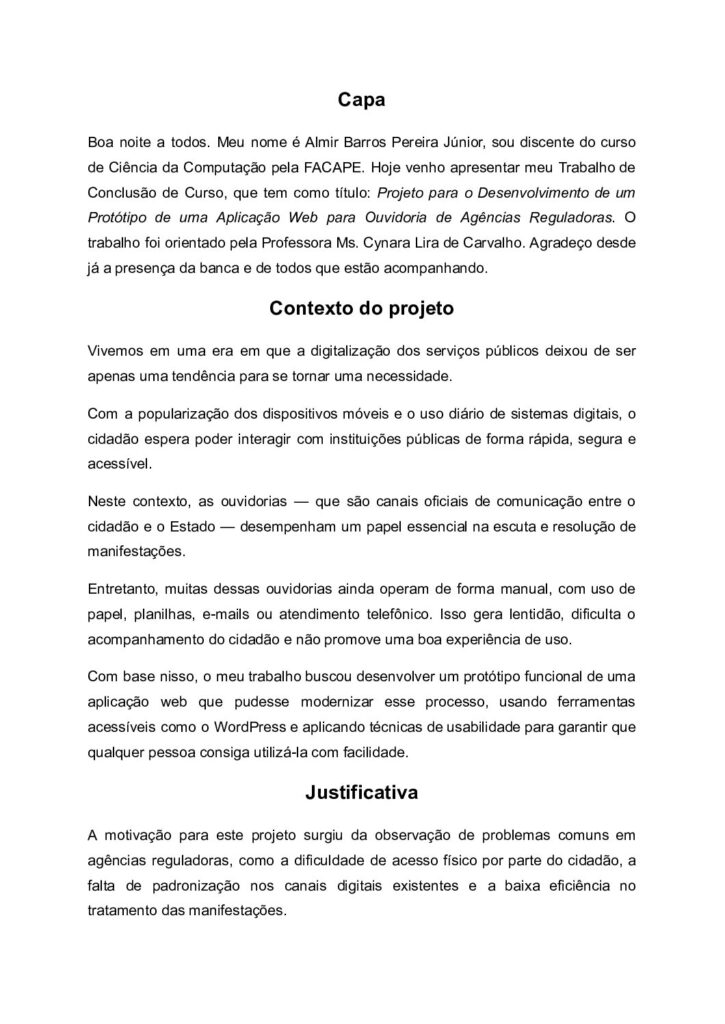 Capa
Boa noite a todos. Meu nome é Almir Barros Pereira Júnior, sou discente do curso
de Ciência da Computação pela FACAPE. Hoje venho apresentar meu Trabalho de
Conclusão de Curso, que tem como título: Projeto para o Desenvolvimento de um
Protótipo de uma Aplicação Web para Ouvidoria de Agências Reguladoras. O
trabalho foi orientado pela Professora Ms. Cynara Lira de Carvalho. Agradeço desde
já a presença da banca e de todos que estão acompanhando.
Contexto do projeto
Vivemos em uma era em que a digitalização dos serviços públicos deixou de ser
apenas uma tendência para se tornar uma necessidade.
Com a popularização dos dispositivos móveis e o uso diário de sistemas digitais, o
cidadão espera poder interagir com instituições públicas de forma rápida, segura e
acessível.
Neste contexto, as ouvidorias — que são canais oficiais de comunicação entre o
cidadão e o Estado — desempenham um papel essencial na escuta e resolução de
manifestações.
Entretanto, muitas dessas ouvidorias ainda operam de forma manual, com uso de
papel, planilhas, e-mails ou atendimento telefônico. Isso gera lentidão, dificulta o
acompanhamento do cidadão e não promove uma boa experiência de uso.
Com base nisso, o meu trabalho buscou desenvolver um protótipo funcional de uma
aplicação web que pudesse modernizar esse processo, usando ferramentas
acessíveis como o WordPress e aplicando técnicas de usabilidade para garantir que
qualquer pessoa consiga utilizá-la com facilidade.
Justificativa
A motivação para este projeto surgiu da observação de problemas comuns em
agências reguladoras, como a dificuldade de acesso físico por parte do cidadão, a
falta de padronização nos canais digitais existentes e a baixa eficiência no
tratamento das manifestações.